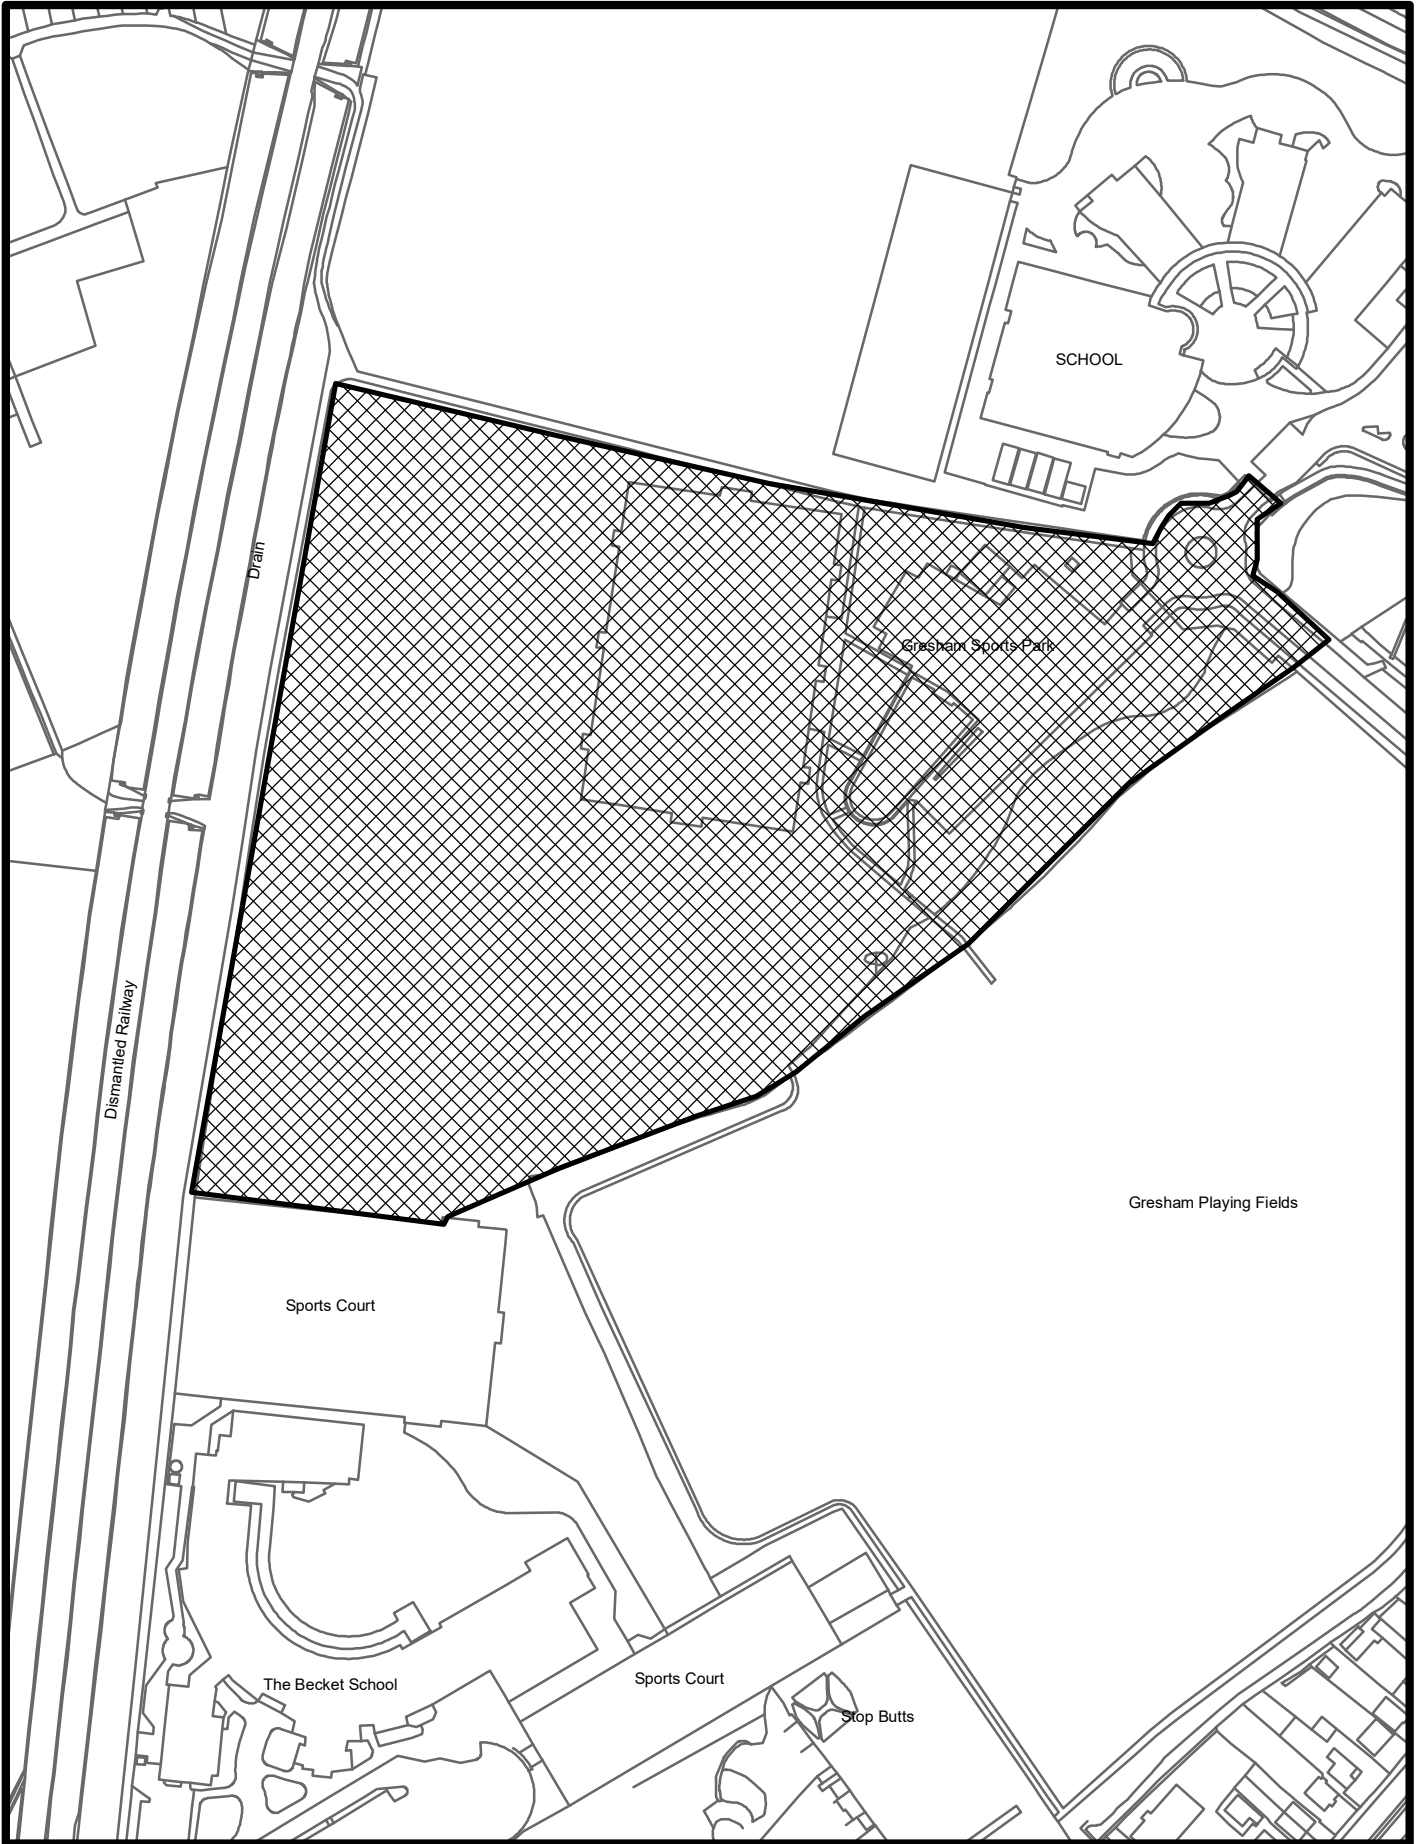 SCHOOL
Drain
Gresham Sports Park
Dismantled Railway
Gresham Playing Fields
Sports Court
The Becket School
Sports Court
Stop Butts